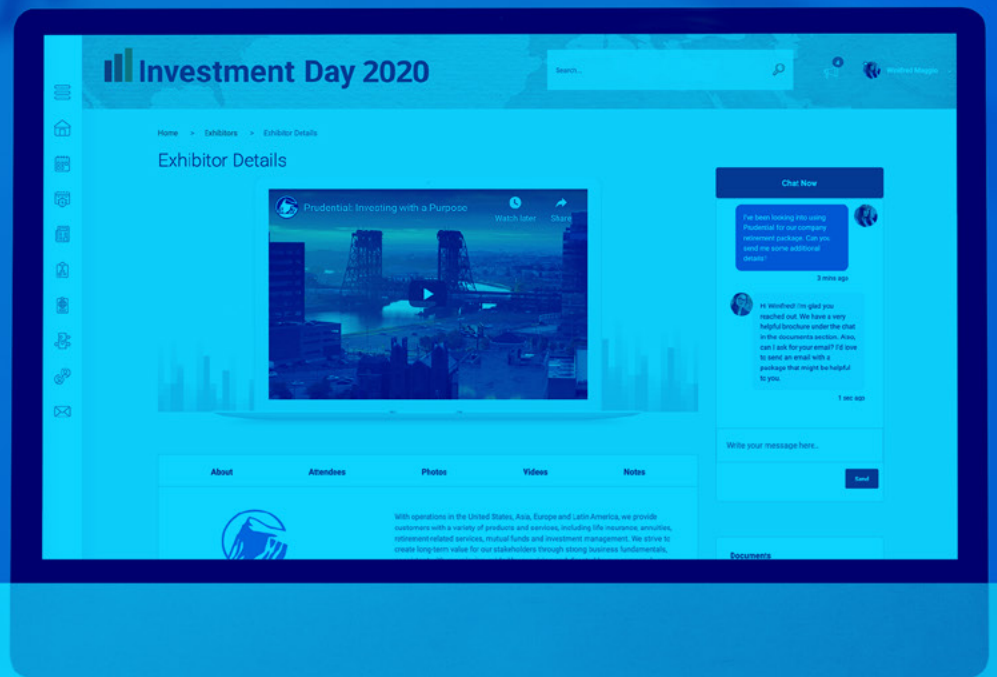 Investment Day 2020
Search...
Winifred Maggie
Home > Exhibitors > Exhibitor Details
Exhibitor Details
Prudential: Investing with a Purpose
Watch later
Share
Chat Now
I've been looking into using
Prudential for our company
retirement package. Can you
send me some additional
details?
3 mins ago
Hi Winifred! I'm glad you
reached out. We have a very
helpful brochure under the chat
in the documents section. Also,
can I ask for your email? I'd love
to send an email with a
package that might be helpful
to you.
1 sec ago
Write your message here..
Send
About Attendees Photos Videos Notes
With operations in the United States, Asia, Europe and Latin America, we provide
customers with a variety of products and services, including life insurance, annuities,
retirement-related services, mutual funds and investment management. We strive to
create long-term value for our stakeholders through strong business fundamentals,
Documents